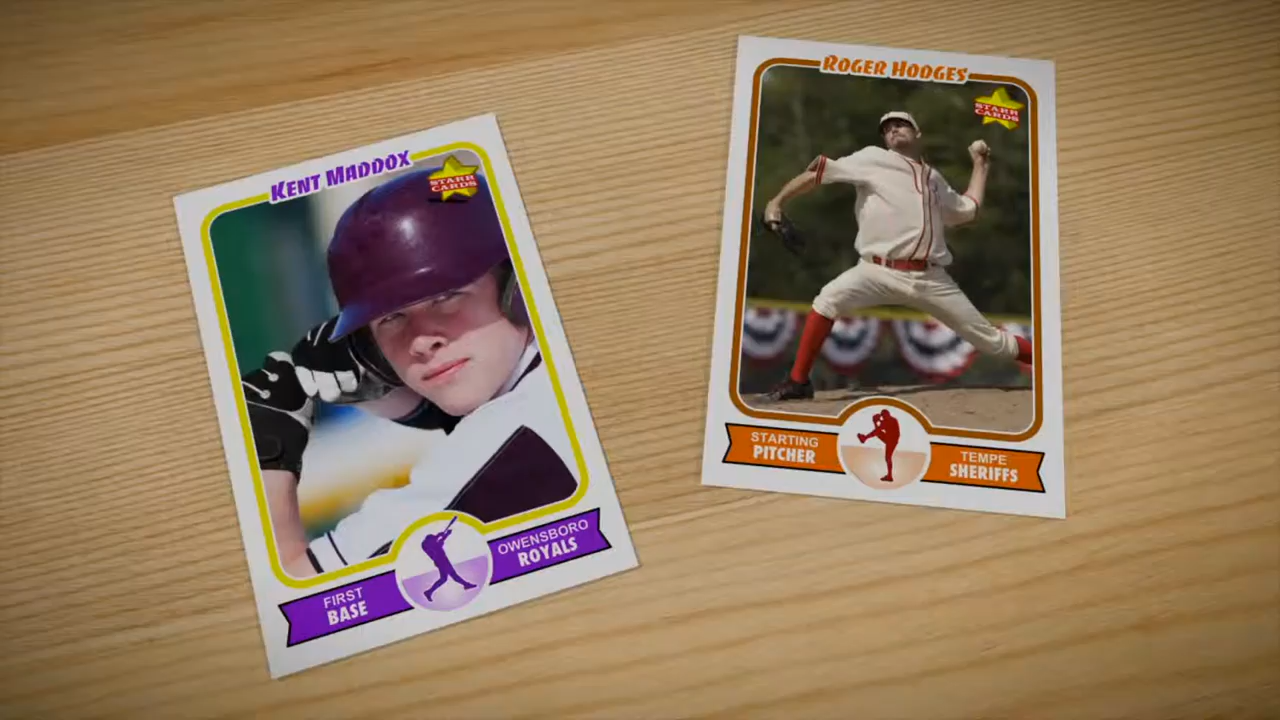 KENT MADDOX
STARR
CARDS
FIRST
BASE
OWENSBORO
ROYALS
ROGER HODGES
STARR
CARDS
STARTING
PITCHER
TEMPE
SHERIFFS